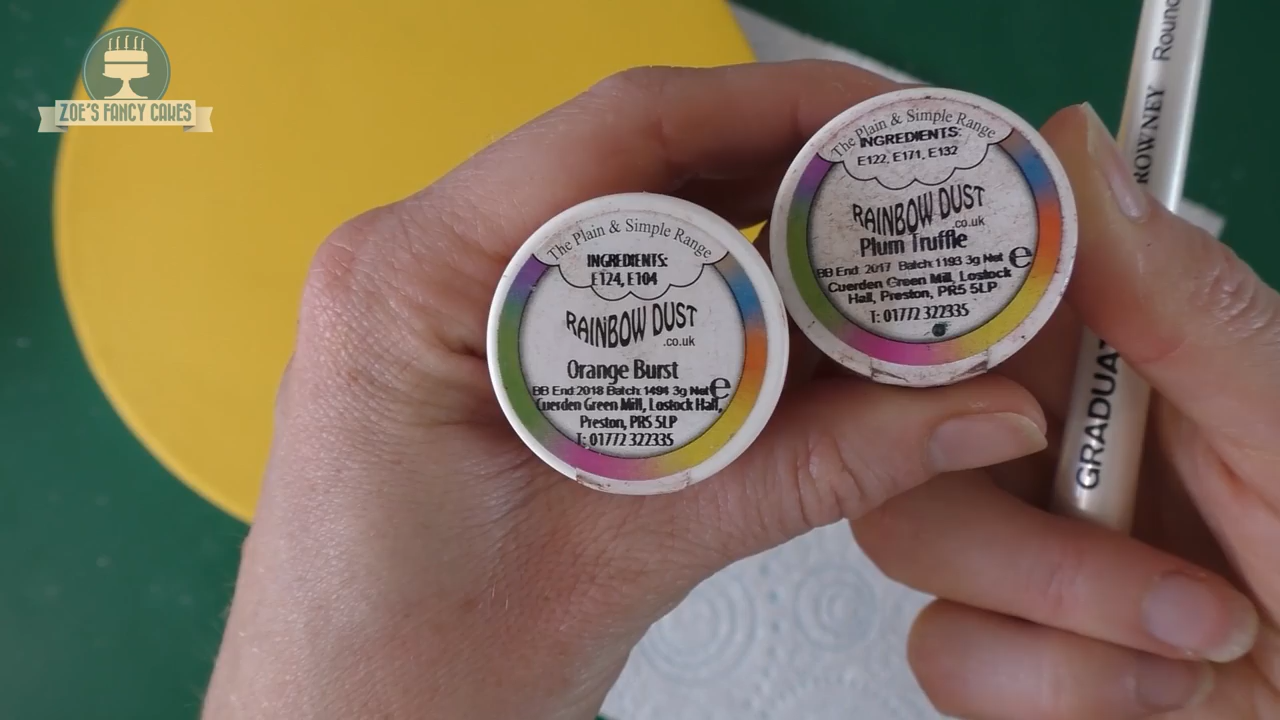 ZOE'S FANCY CAKES
The Plain & Simple Range
INGREDIENTS:
E124, E104
RAINBOW DUST
.co.uk
Orange Burst
BB End:2018 Batch:1494 3g Net e
Cuerden Green Mill, Lostock Hall,
Preston, PR5 5LP
T: 01772 322335
The Plain & Simple Range
INGREDIENTS:
E122, E171, E132
RAINBOW DUST
.co.uk
Plum Truffle
BB End: 2017 Batch:1193 3g Net e
Cuerden Green Mill, Lostock
Hall, Preston, PR5 5LP
T: 01772 322335
GRADUAT
ROWNEY
Round